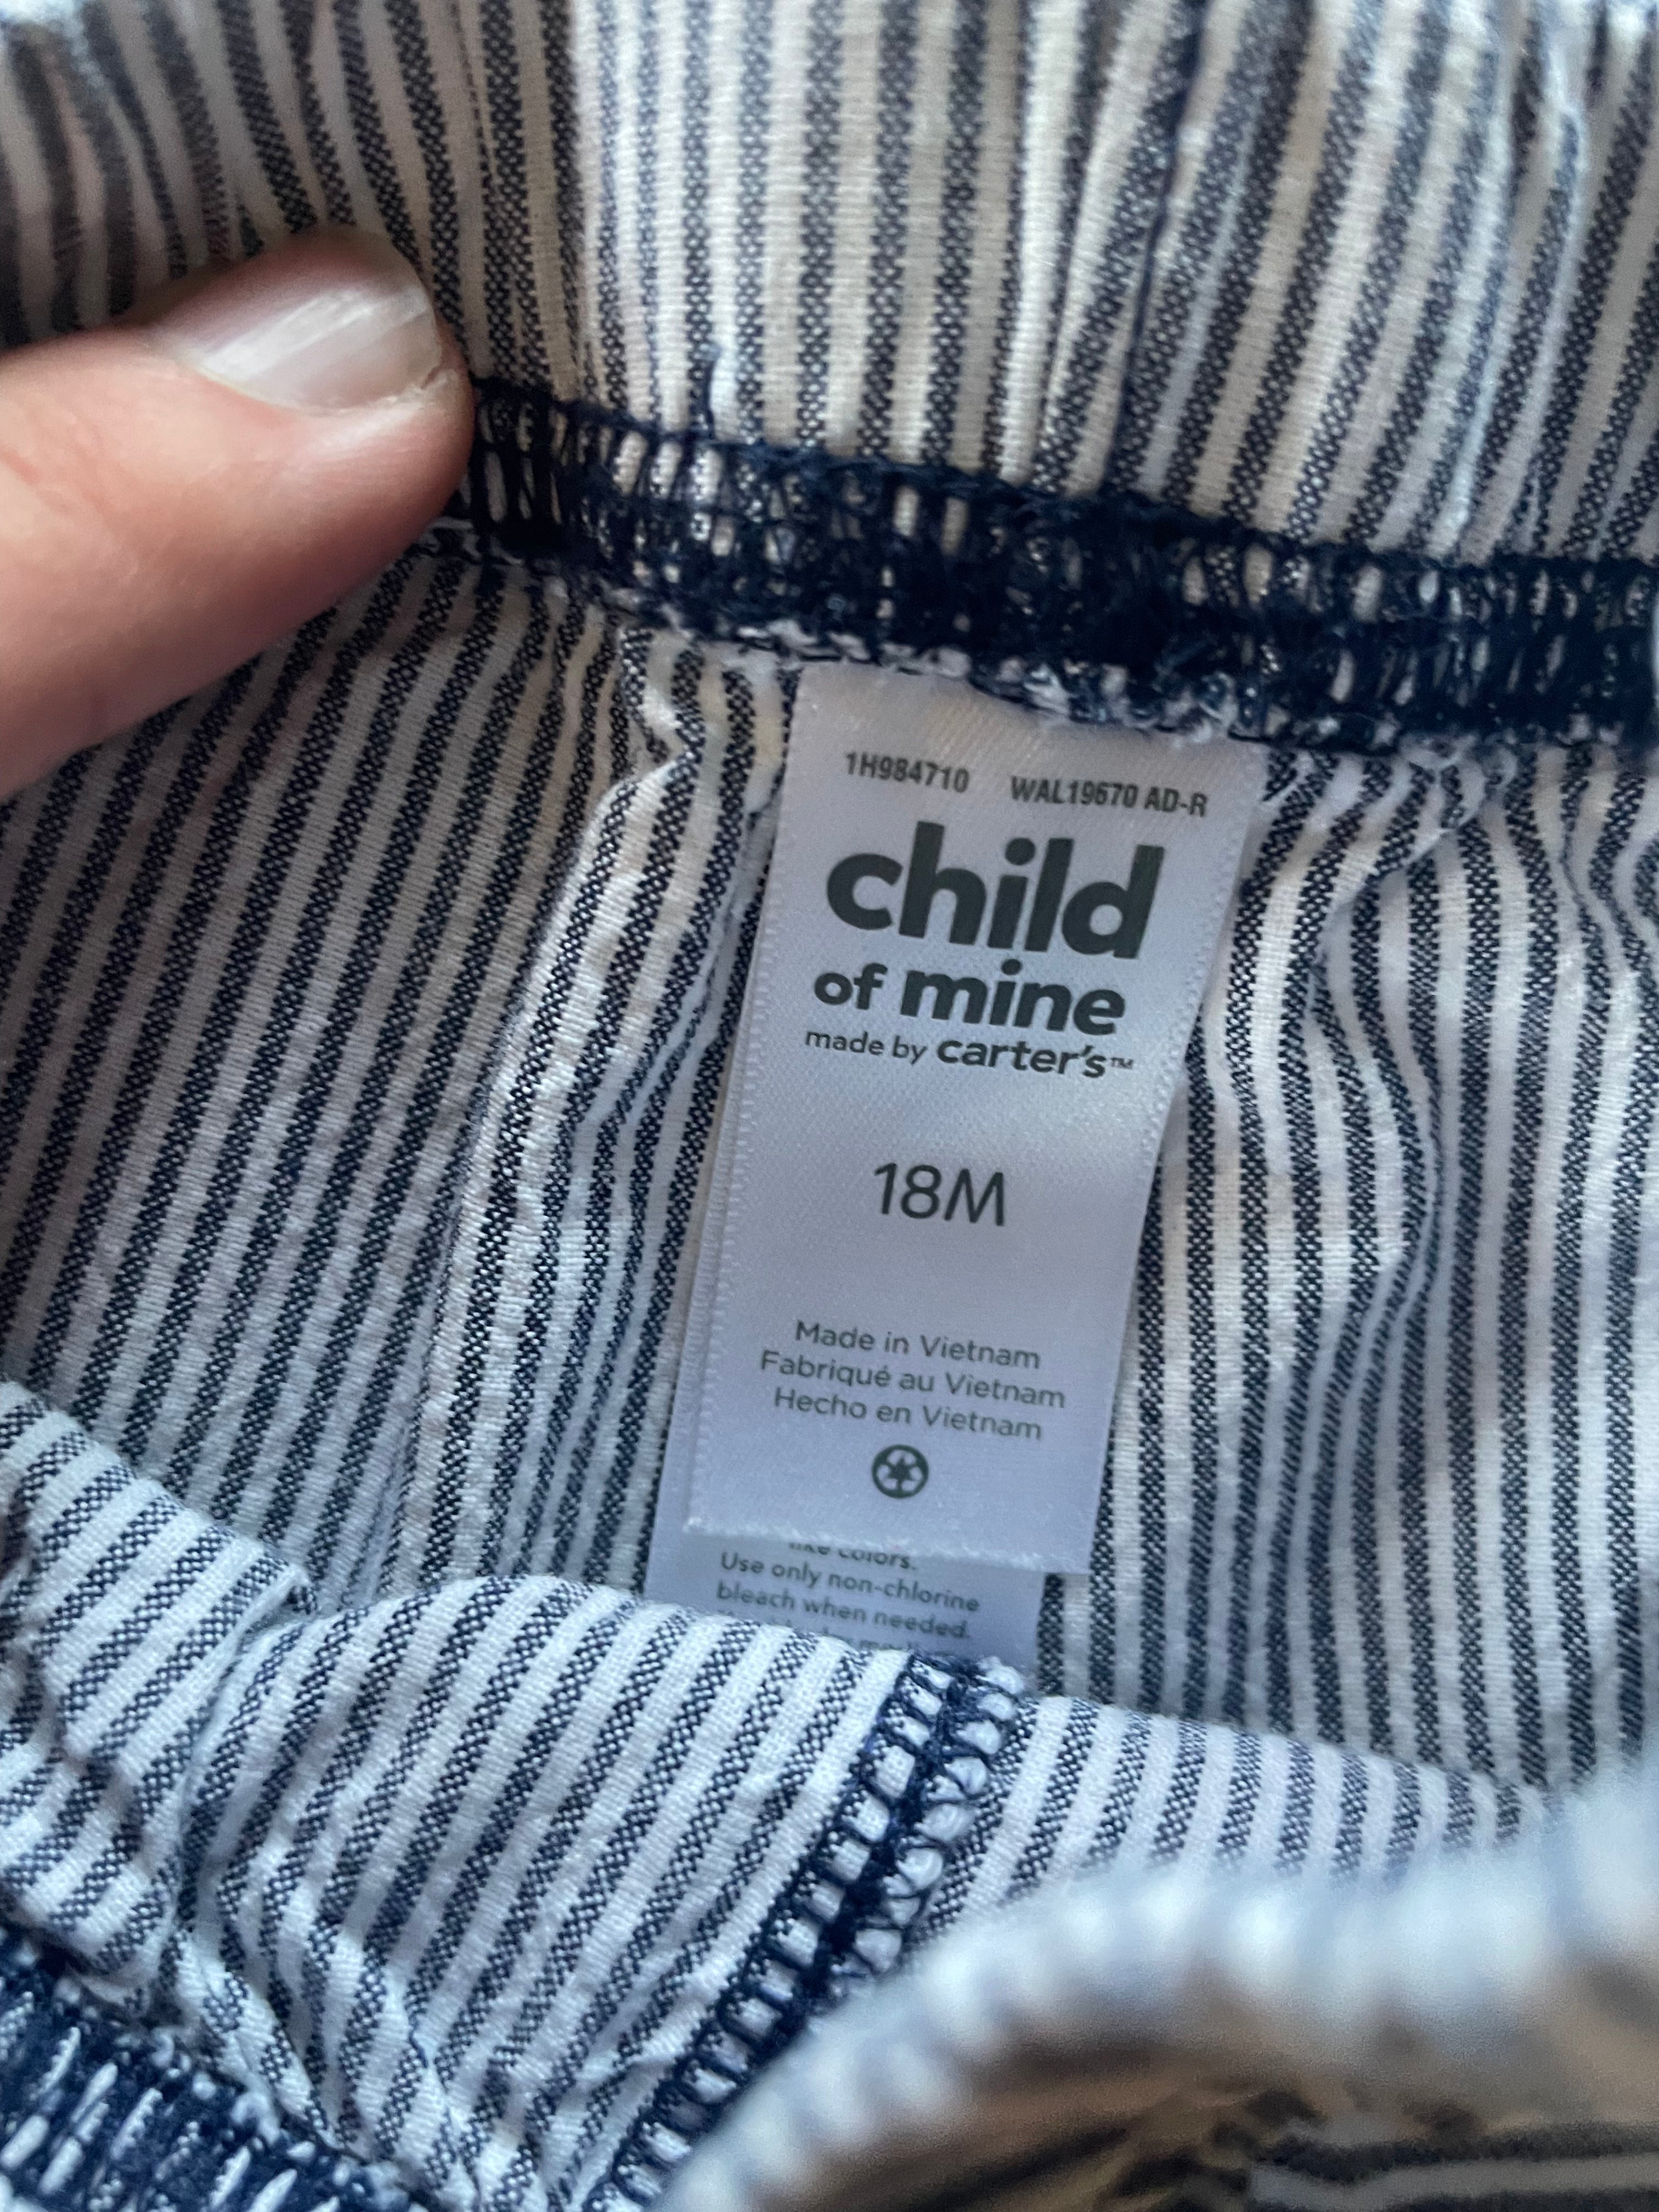 1H984710 WAL19670 AD-R
child
of mine
made by carter's™
18M
Made in Vietnam
Fabriqué au Vietnam
Hecho en Vietnam
like colors.
Use only non-chlorine
bleach when needed.